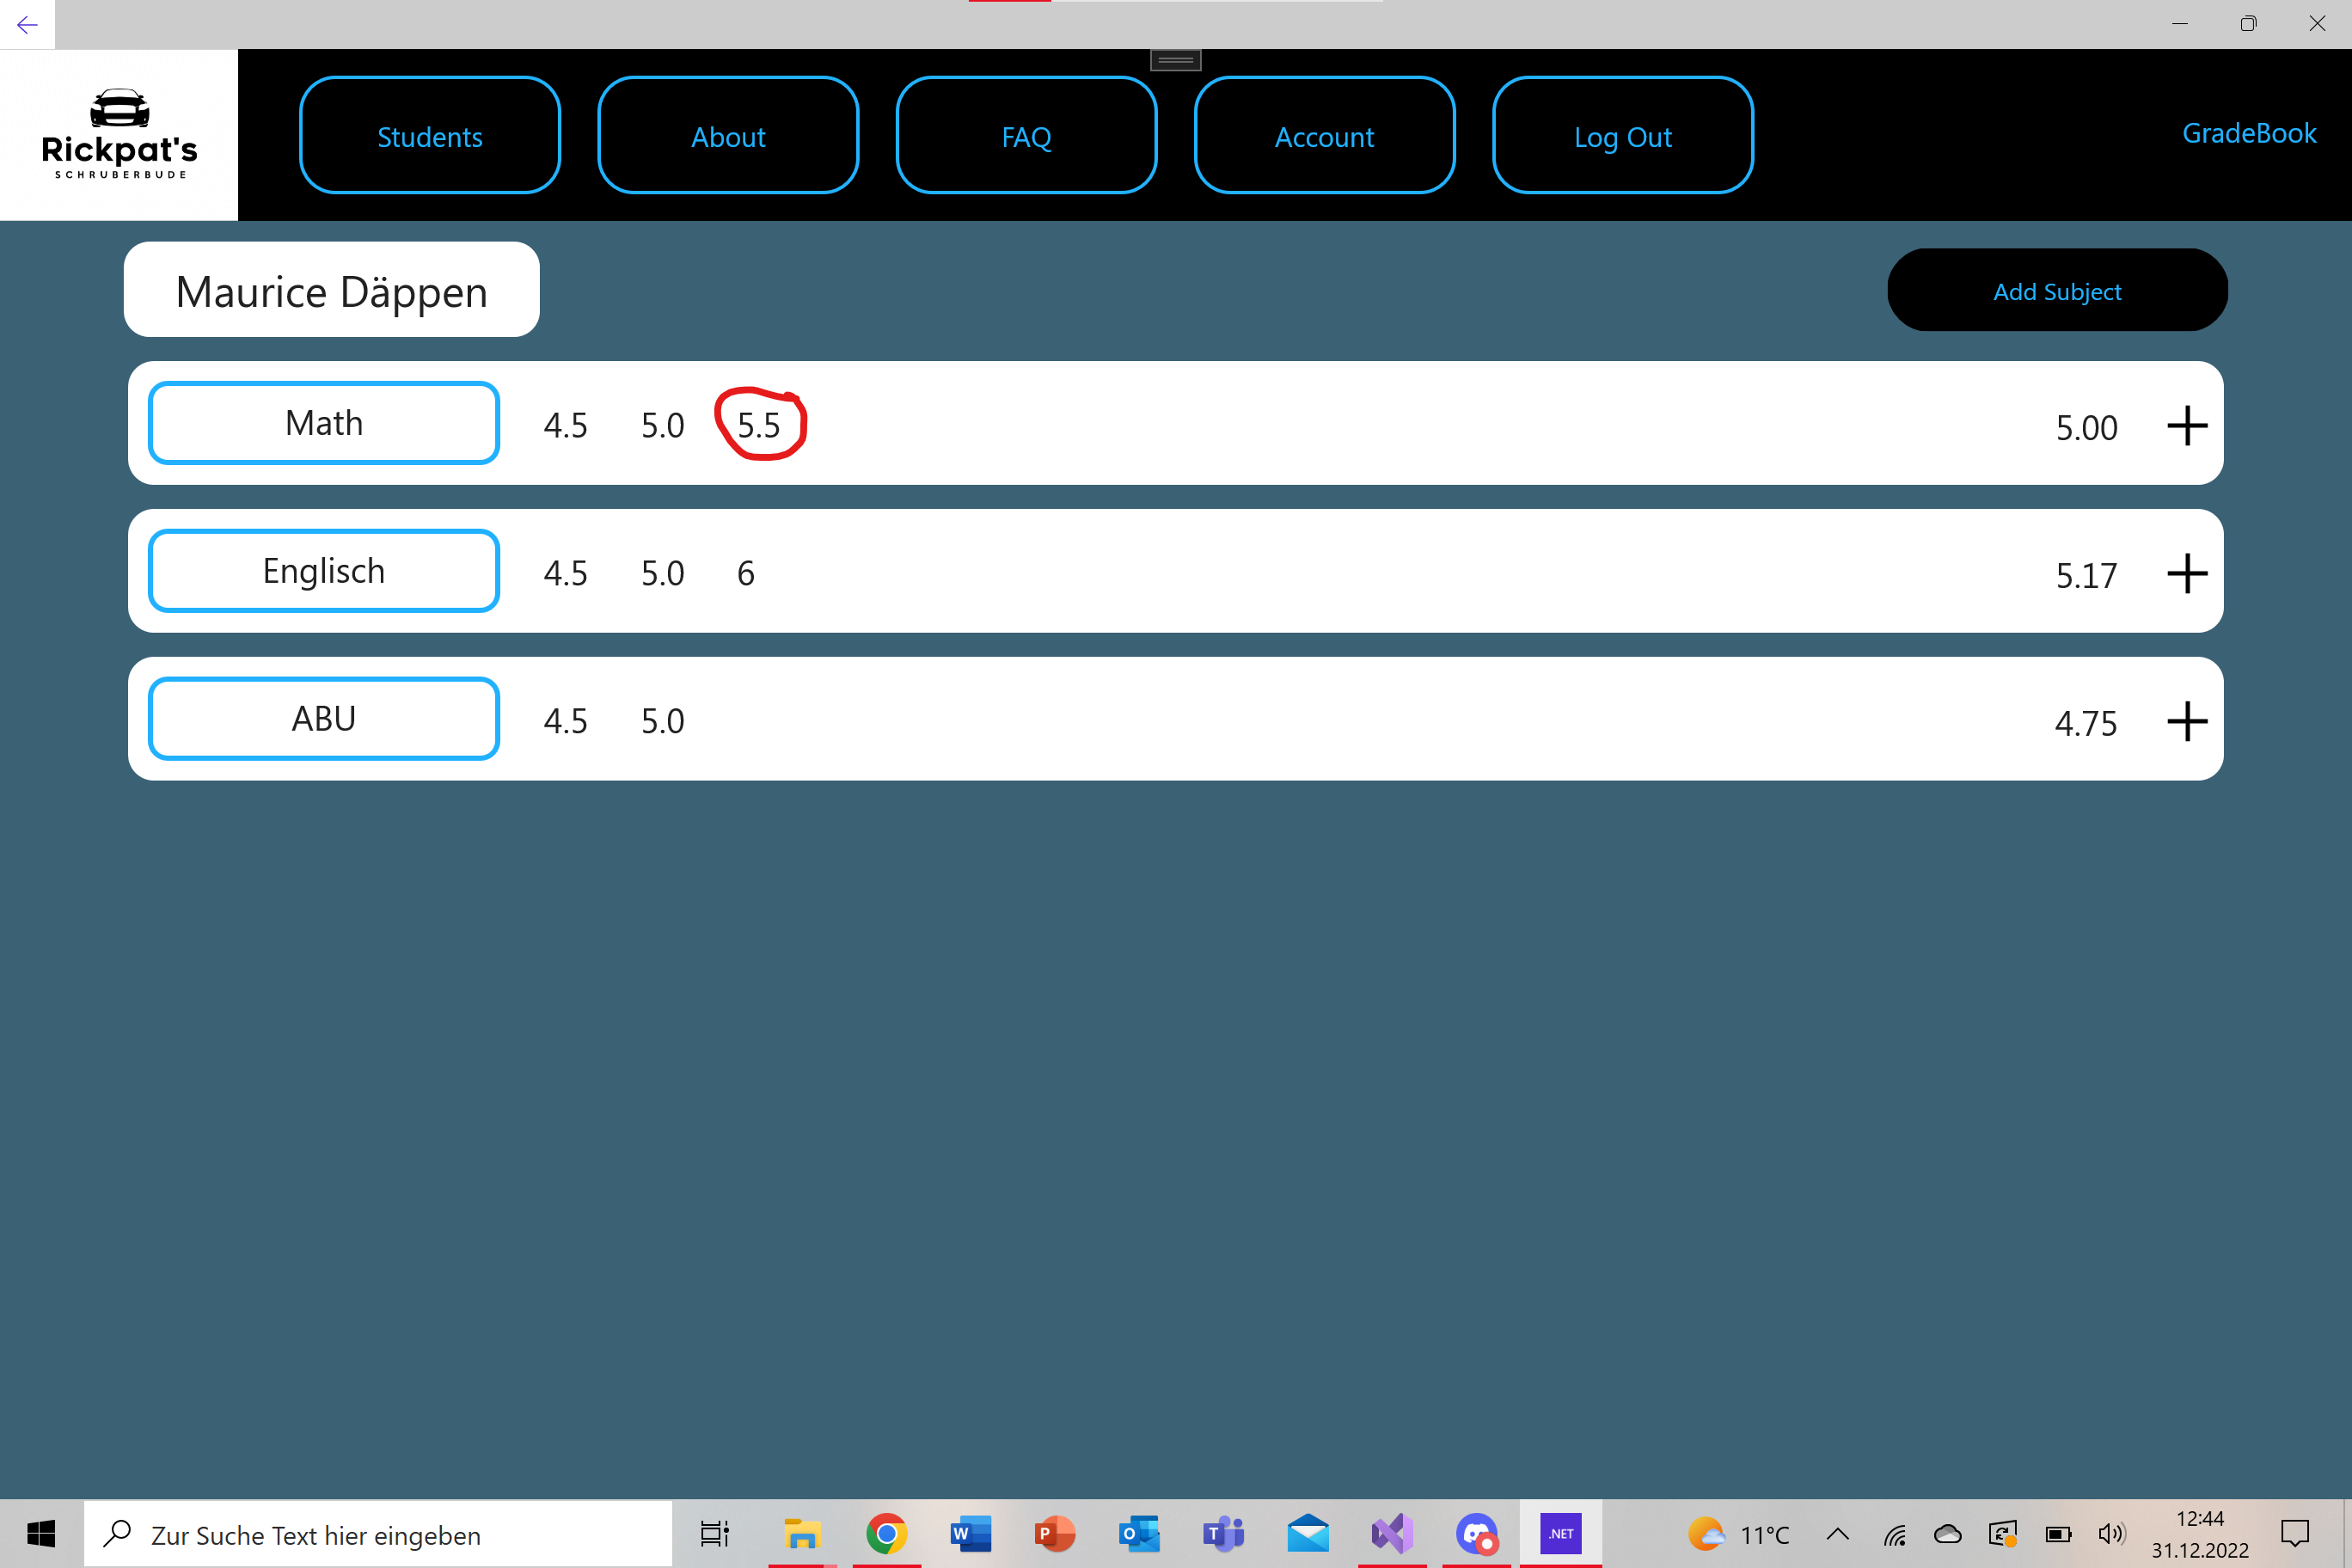 Rickpat's
SCHRUBERBUDE
Students About FAQ Account Log Out GradeBook
Maurice Däppen Add Subject
Math 4.5 5.0 5.5 5.00
Englisch 4.5 5.0 6 5.17
ABU 4.5 5.0 4.75
Zur Suche Text hier eingeben W P O T .NET 11°C 12:44
31.12.2022